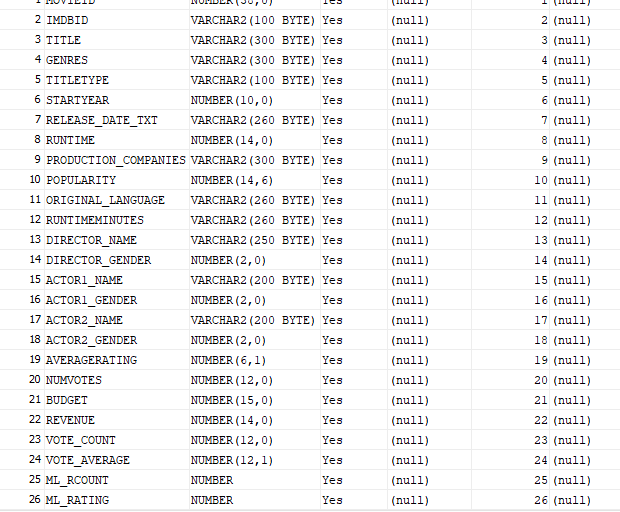 1 MOVIEID NUMBER(38,0) Yes (null) 1 (null)
2 IMDBID VARCHAR2(100 BYTE) Yes (null) 2 (null)
3 TITLE VARCHAR2(300 BYTE) Yes (null) 3 (null)
4 GENRES VARCHAR2(300 BYTE) Yes (null) 4 (null)
5 TITLETYPE VARCHAR2(100 BYTE) Yes (null) 5 (null)
6 STARTYEAR NUMBER(10,0) Yes (null) 6 (null)
7 RELEASE_DATE_TXT VARCHAR2(260 BYTE) Yes (null) 7 (null)
8 RUNTIME NUMBER(14,0) Yes (null) 8 (null)
9 PRODUCTION_COMPANIES VARCHAR2(300 BYTE) Yes (null) 9 (null)
10 POPULARITY NUMBER(14,6) Yes (null) 10 (null)
11 ORIGINAL_LANGUAGE VARCHAR2(260 BYTE) Yes (null) 11 (null)
12 RUNTIMEMINUTES VARCHAR2(260 BYTE) Yes (null) 12 (null)
13 DIRECTOR_NAME VARCHAR2(250 BYTE) Yes (null) 13 (null)
14 DIRECTOR_GENDER NUMBER(2,0) Yes (null) 14 (null)
15 ACTOR1_NAME VARCHAR2(200 BYTE) Yes (null) 15 (null)
16 ACTOR1_GENDER NUMBER(2,0) Yes (null) 16 (null)
17 ACTOR2_NAME VARCHAR2(200 BYTE) Yes (null) 17 (null)
18 ACTOR2_GENDER NUMBER(2,0) Yes (null) 18 (null)
19 AVERAGERATING NUMBER(6,1) Yes (null) 19 (null)
20 NUMVOTES NUMBER(12,0) Yes (null) 20 (null)
21 BUDGET NUMBER(15,0) Yes (null) 21 (null)
22 REVENUE NUMBER(14,0) Yes (null) 22 (null)
23 VOTE_COUNT NUMBER(12,0) Yes (null) 23 (null)
24 VOTE_AVERAGE NUMBER(12,1) Yes (null) 24 (null)
25 ML_RCOUNT NUMBER Yes (null) 25 (null)
26 ML_RATING NUMBER Yes (null) 26 (null)